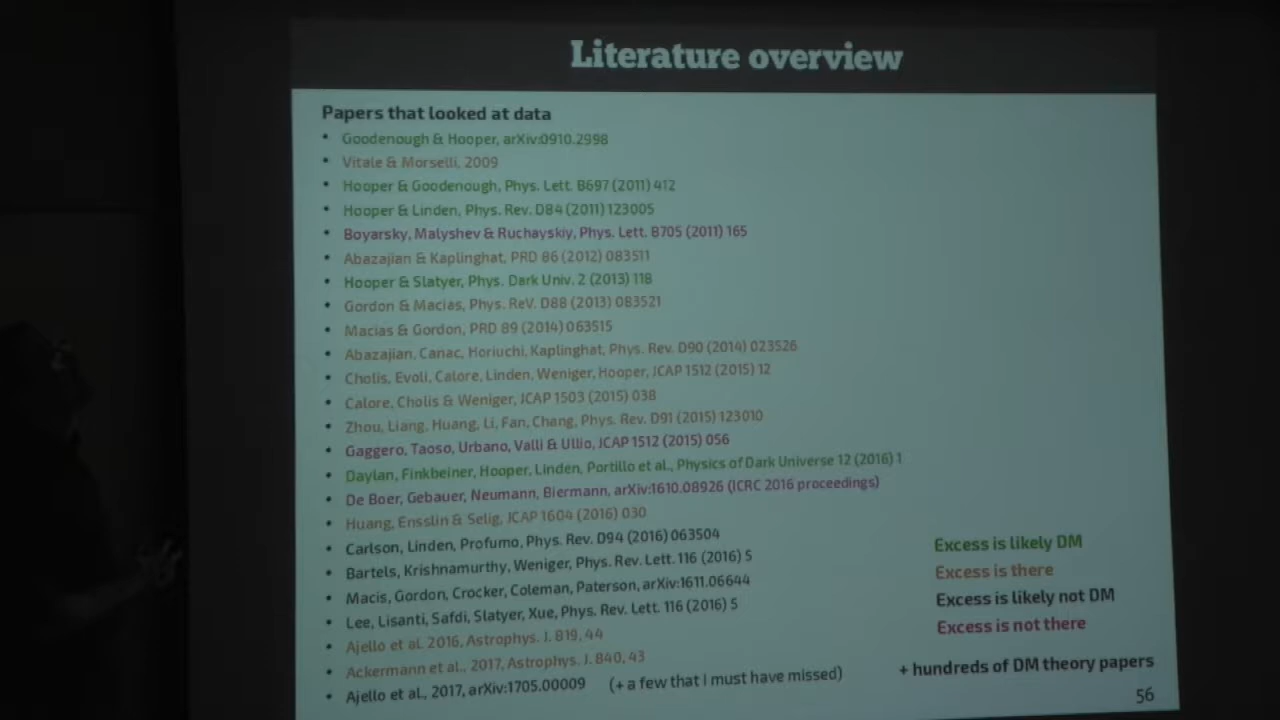 Literature overview
Papers that looked at data
• Goodenough & Hooper, arXiv:0910.2998
• Vitale & Morselli, 2009
• Hooper & Goodenough, Phys. Lett. B697 (2011) 412
• Hooper & Linden, Phys. Rev. D84 (2011) 123005
• Boyarsky, Malyshev & Ruchayskiy, Phys. Lett. B705 (2011) 165
• Abazajian & Kaplinghat, PRD 86 (2012) 083511
• Hooper & Slatyer, Phys. Dark Univ. 2 (2013) 118
• Gordon & Macias, Phys. ReV. D88 (2013) 083521
• Macias & Gordon, PRD 89 (2014) 063515
• Abazajian, Canac, Horiuchi, Kaplinghat, Phys. Rev. D90 (2014) 023526
• Cholis, Evoli, Calore, Linden, Weniger, Hooper, JCAP 1512 (2015) 12
• Calore, Cholis & Weniger, JCAP 1503 (2015) 038
• Zhou, Liang, Huang, Li, Fan, Chang, Phys. Rev. D91 (2015) 123010
• Gaggero, Taoso, Urbano, Valli & Ullio, JCAP 1512 (2015) 056
• Daylan, Finkbeiner, Hooper, Linden, Portillo et al., Physics of Dark Universe 12 (2016) 1
• De Boer, Gebauer, Neumann, Biermann, arXiv:1610.08926 (ICRC 2016 proceedings)
• Huang, Ensslin & Selig, JCAP 1604 (2016) 030
• Carlson, Linden, Profumo, Phys. Rev. D94 (2016) 063504
• Bartels, Krishnamurthy, Weniger, Phys. Rev. Lett. 116 (2016) 5
• Macis, Gordon, Crocker, Coleman, Paterson, arXiv:1611.06644
• Lee, Lisanti, Safdi, Slatyer, Xue, Phys. Rev. Lett. 116 (2016) 5
• Ajello et al. 2016, Astrophys. J. 819, 44
• Ackermann et al., 2017, Astrophys. J. 840, 43
• Ajello et al., 2017, arXiv:1705.00009 (+ a few that I must have missed)
Excess is likely DM
Excess is there
Excess is likely not DM
Excess is not there
+ hundreds of DM theory papers
56